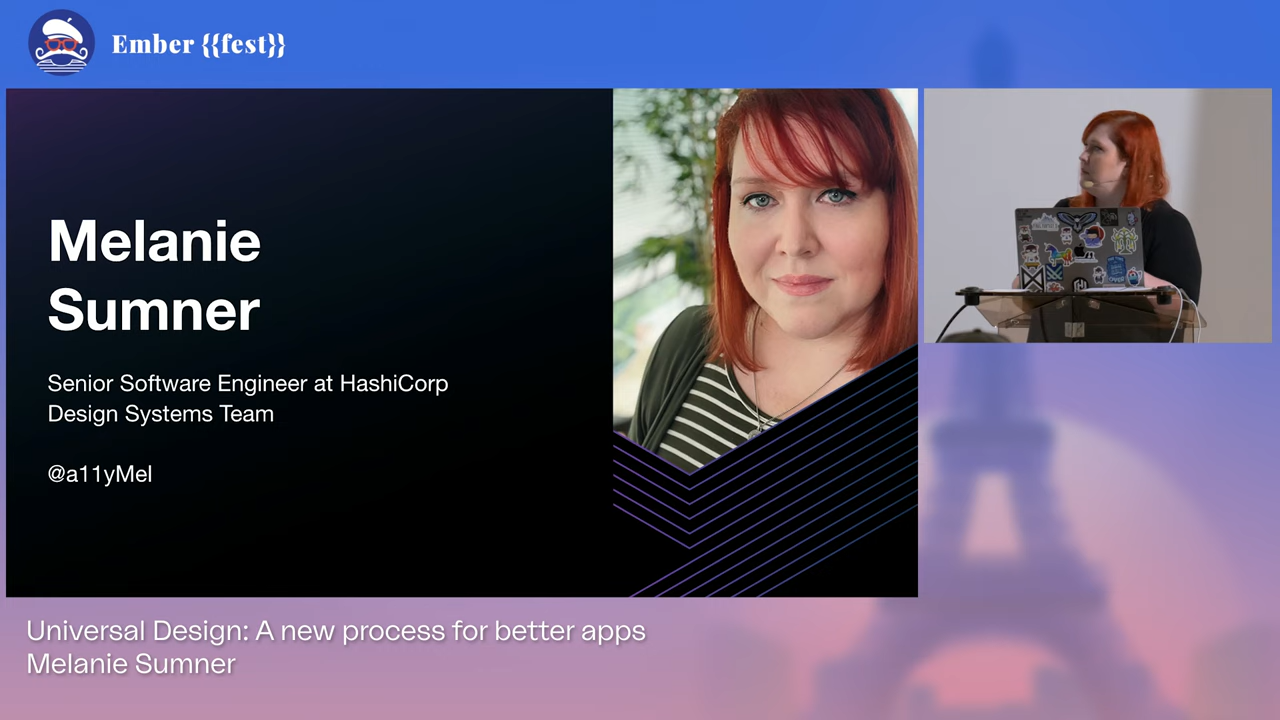 Ember {{fest}}
Melanie
Sumner
Senior Software Engineer at HashiCorp
Design Systems Team
@a11yMel
Universal Design: A new process for better apps
Melanie Sumner